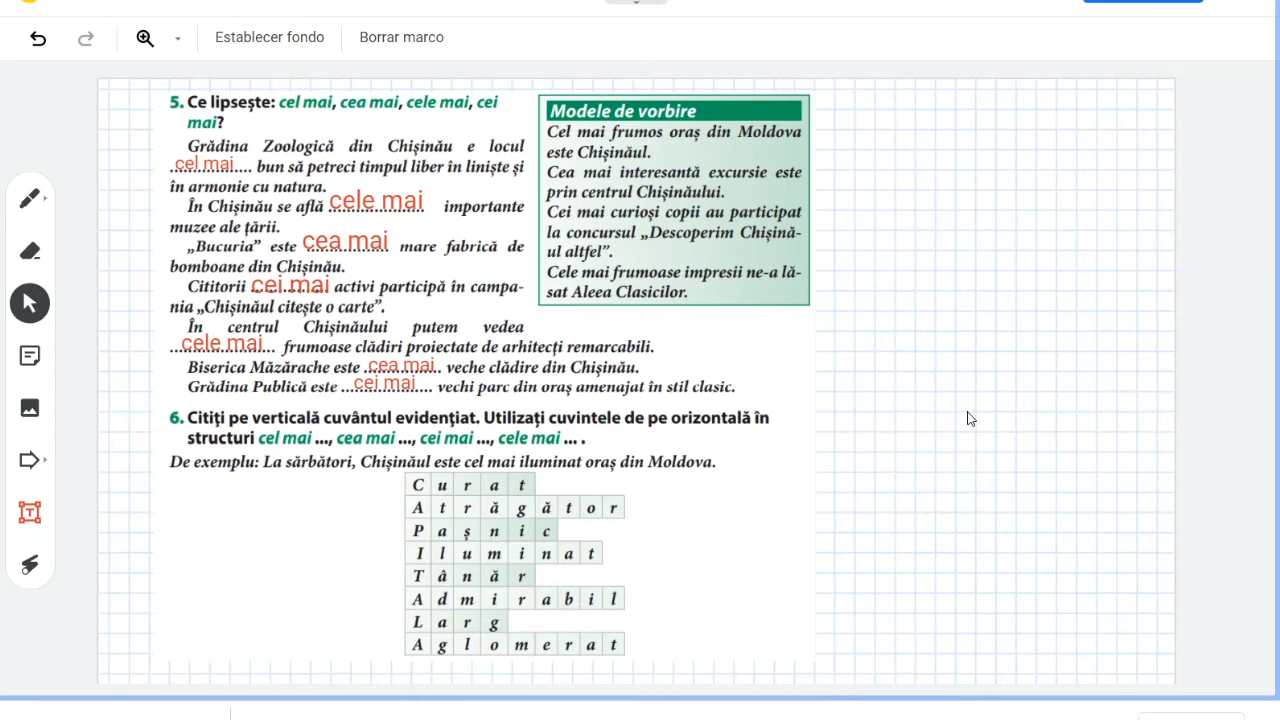 Establecer fondo
Borrar marco
5. Ce lipsește: cel mai, cea mai, cele mai, cei
mai?
Grădina Zoologică din Chișinău e locul
cel mai bun să petreci timpul liber în liniște și
în armonie cu natura.
În Chișinău se află cele mai importante
muzee ale țării.
„Bucuria” este cea mai mare fabrică de
bomboane din Chișinău.
Cititorii cei mai activi participă în campa-
nia „Chișinăul citește o carte”.
În centrul Chișinăului putem vedea
cele mai frumoase clădiri proiectate de arhitecți remarcabili.
Biserica Măzărache este cea mai veche clădire din Chișinău.
Grădina Publică este cei mai vechi parc din oraș amenajat în stil clasic.
Modele de vorbire
Cel mai frumos oraș din Moldova
este Chișinăul.
Cea mai interesantă excursie este
prin centrul Chișinăului.
Cei mai curioși copii au participat
la concursul „Descoperim Chișină-
ul altfel”.
Cele mai frumoase impresii ne-a lă-
sat Aleea Clasicilor.
6. Citiți pe verticală cuvântul evidențiat. Utilizați cuvintele de pe orizontală în
structuri cel mai ..., cea mai ..., cei mai ..., cele mai ... .
De exemplu: La sărbători, Chișinăul este cel mai iluminat oraș din Moldova.
C u r a t
A t r ă g ă t o r
P a ș n i c
I l u m i n a t
T â n ă r
A d m i r a b i l
L a r g
A g l o m e r a t